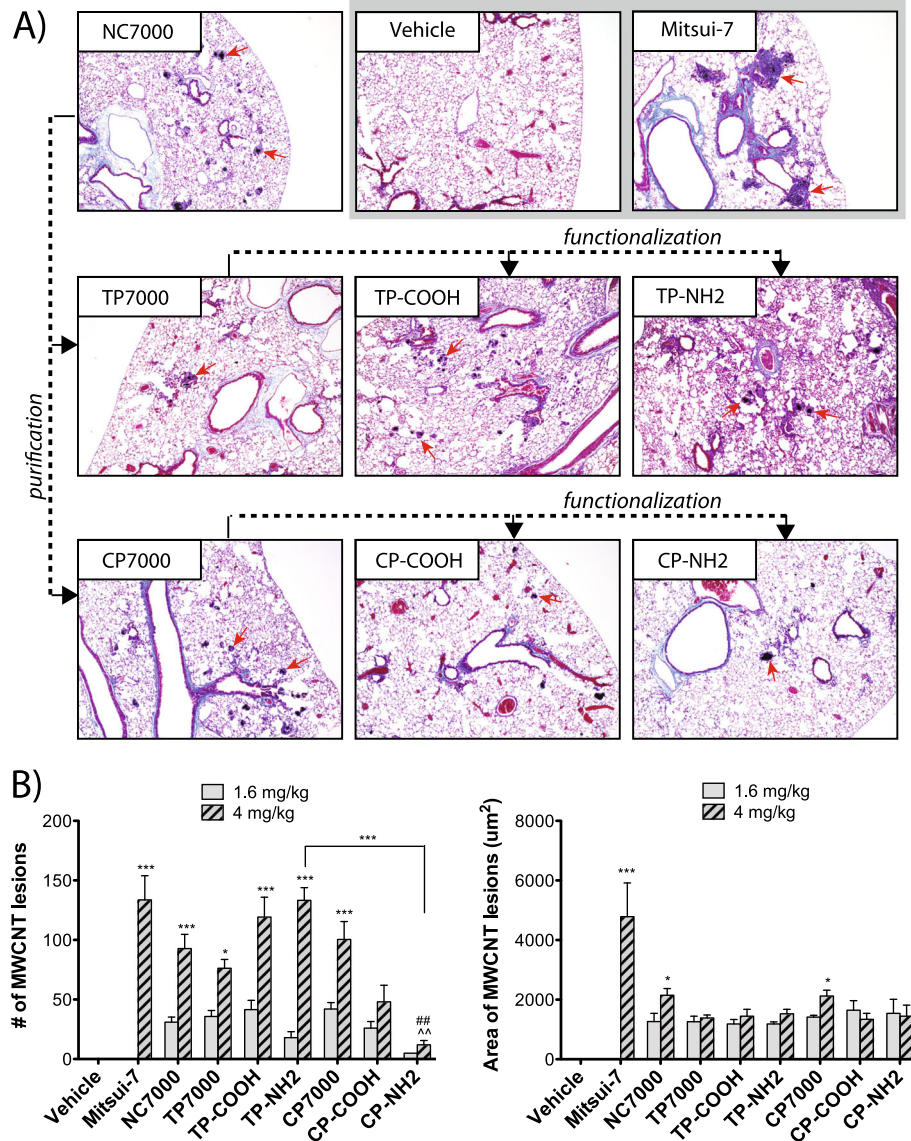 A)
NC7000
Vehicle
Mitsui-7
functionalization
TP7000
TP-COOH
TP-NH2
purification
functionalization
CP7000
CP-COOH
CP-NH2
B)
1.6 mg/kg
4 mg/kg
# of MWCNT lesions
200
150
100
50
0
***
***
*
***
***
***
***
##
^^
Vehicle
Mitsui-7
NC7000
TP7000
TP-COOH
TP-NH2
CP7000
CP-COOH
CP-NH2
1.6 mg/kg
4 mg/kg
Area of MWCNT lesions (um²)
8000
6000
4000
2000
0
***
*
*
Vehicle
Mitsui-7
NC7000
TP7000
TP-COOH
TP-NH2
CP7000
CP-COOH
CP-NH2